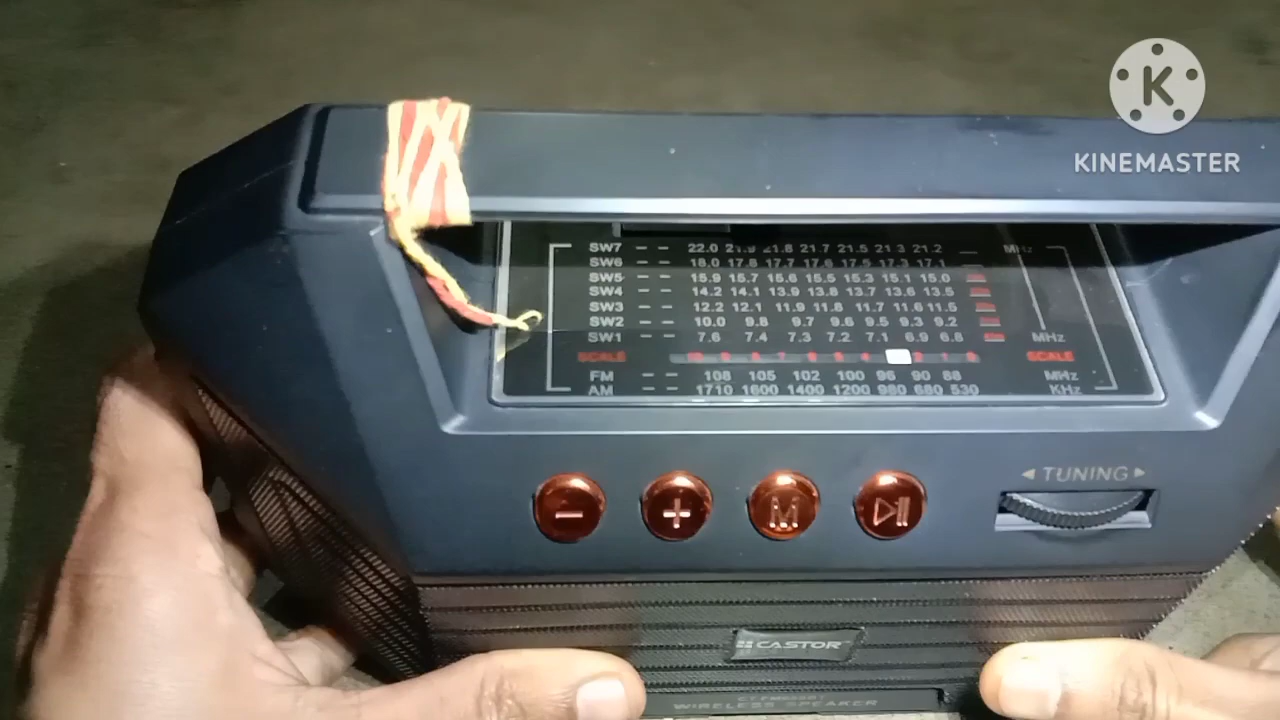 K
KINEMASTER
SW7 -- 22.0 21.9 21.8 21.7 21.5 21.3 21.2 MHz
SW6 -- 18.0 17.8 17.7 17.6 17.5 17.3 17.1
SW5 -- 15.9 15.7 15.6 15.5 15.3 15.1 15.0
SW4 -- 14.2 14.1 13.9 13.8 13.7 13.6 13.5
SW3 -- 12.2 12.1 11.9 11.8 11.7 11.6 11.5
SW2 -- 10.0 9.8 9.7 9.6 9.5 9.3 9.2
SW1 -- 7.6 7.4 7.3 7.2 7.1 6.9 6.8 MHz
SCALE SCALE
FM -- 108 105 102 100 96 90 88 MHz
AM -- 1710 1600 1400 1200 980 680 530 KHz
◄ TUNING ►
- + M
CASTOR
WIRELESS SPEAKER